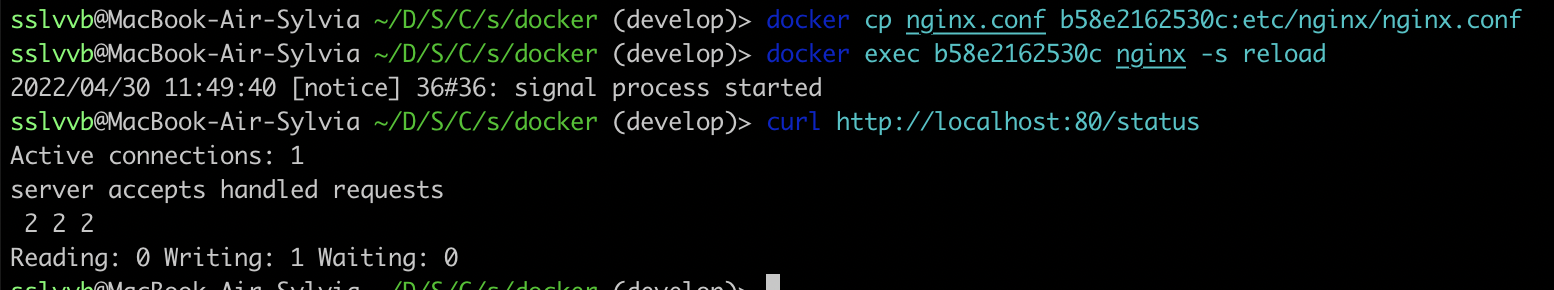 sslvvb@MacBook-Air-Sylvia ~/D/S/C/s/docker (develop)> docker cp nginx.conf b58e2162530c:etc/nginx/nginx.conf
sslvvb@MacBook-Air-Sylvia ~/D/S/C/s/docker (develop)> docker exec b58e2162530c nginx -s reload
2022/04/30 11:49:40 [notice] 36#36: signal process started
sslvvb@MacBook-Air-Sylvia ~/D/S/C/s/docker (develop)> curl http://localhost:80/status
Active connections: 1
server accepts handled requests
 2 2 2
Reading: 0 Writing: 1 Waiting: 0
sslvvb@MacBook-Air-Sylvia ~/D/S/C/s/docker (develop)>